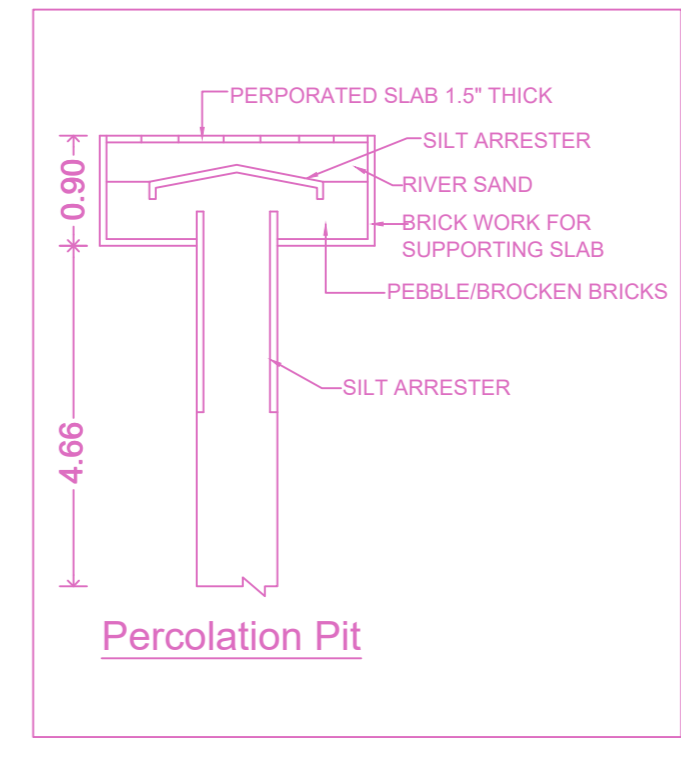 PERPORATED SLAB 1.5" THICK
SILT ARRESTER
RIVER SAND
BRICK WORK FOR
SUPPORTING SLAB
PEBBLE/BROCKEN BRICKS
SILT ARRESTER
0.90
4.66
Percolation Pit